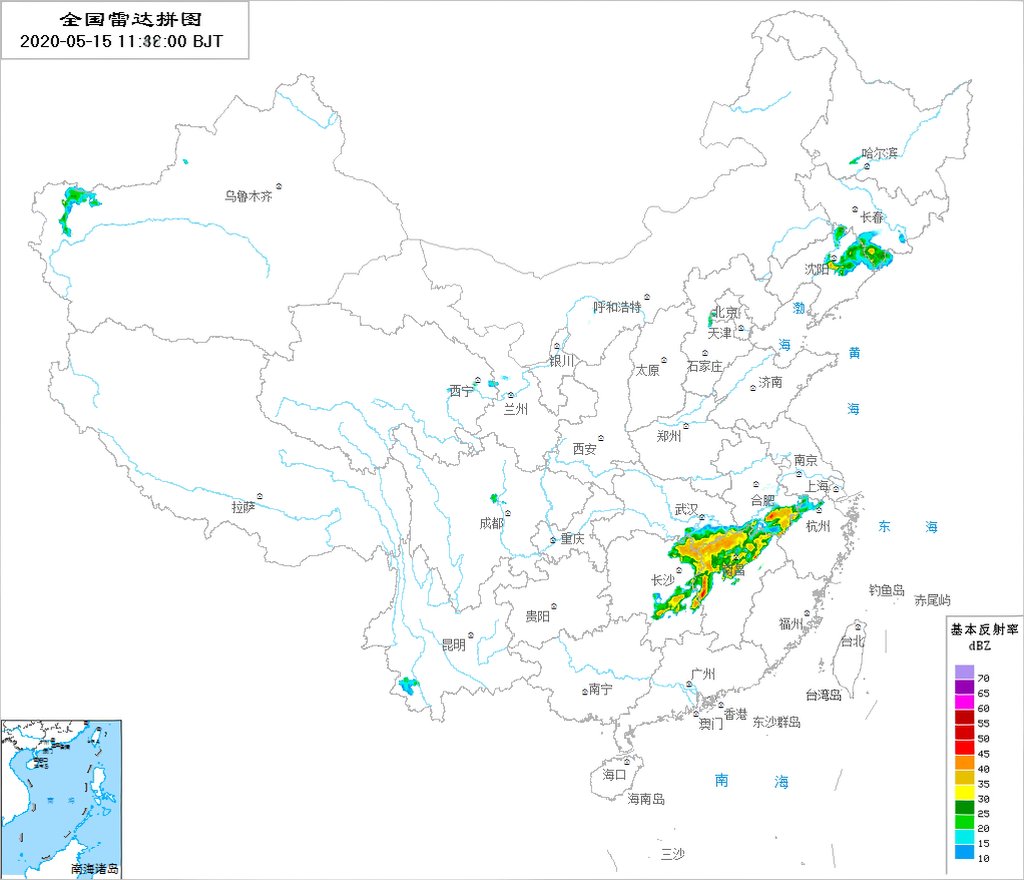 全国雷达拼图
2020-05-15 11:00 BJT
哈尔滨
乌鲁木齐
长春
沈阳
呼和浩特
北京
天津
渤
海
黄
海
银川
太原
石家庄
济南
西宁
兰州
郑州
西安
南京
上海
合肥
拉萨
武汉
杭州
成都
重庆
东 海
长沙
钓鱼岛
赤尾屿
贵阳
福州
台北
昆明
基本反射率
dBZ
广州
南宁
台湾岛
香港
澳门
东沙群岛
海口
海南岛
南 海
三沙
南 海
南海诸岛
70
65
60
55
50
45
40
35
30
25
20
15
10